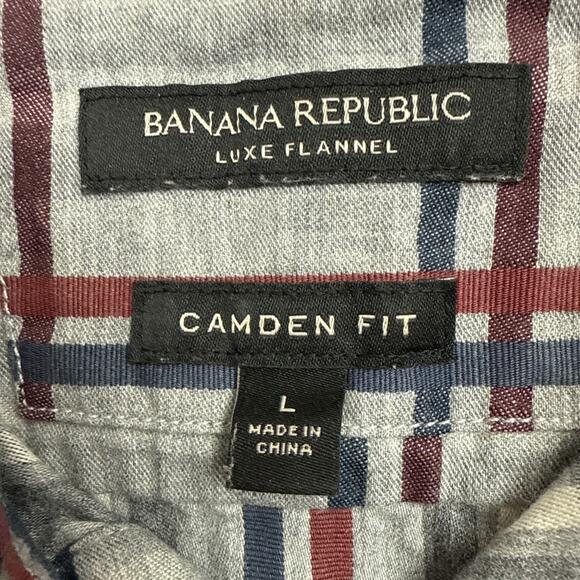 BANANA REPUBLIC
LUXE FLANNEL
CAMDEN FIT
L
MADE IN
CHINA